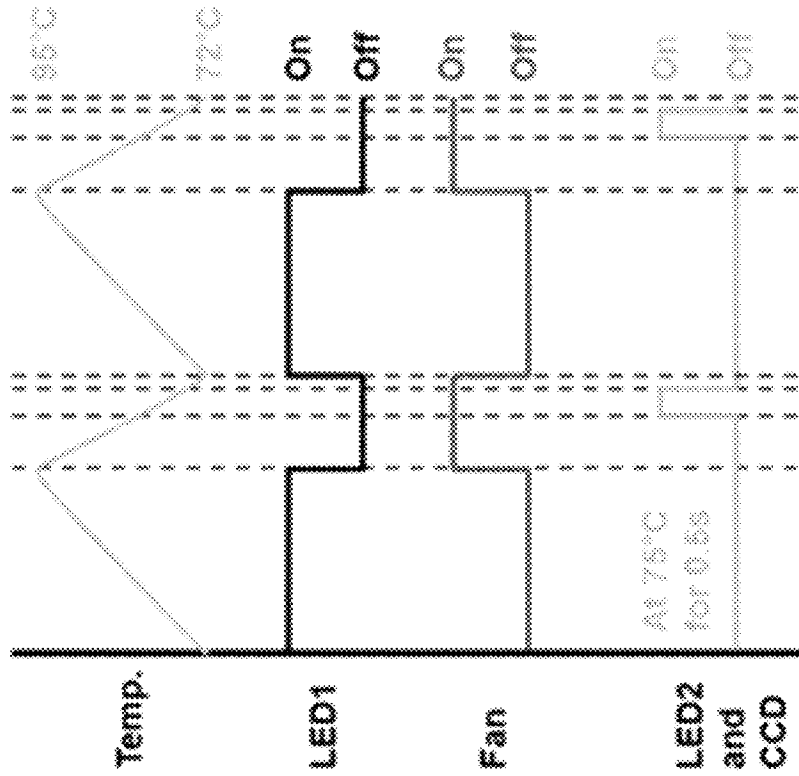 Temp.
95°C
72°C
LED1
On
Off
Fan
On
Off
LED2
and
CCD
At 75°C
for 0.5s
On
Off